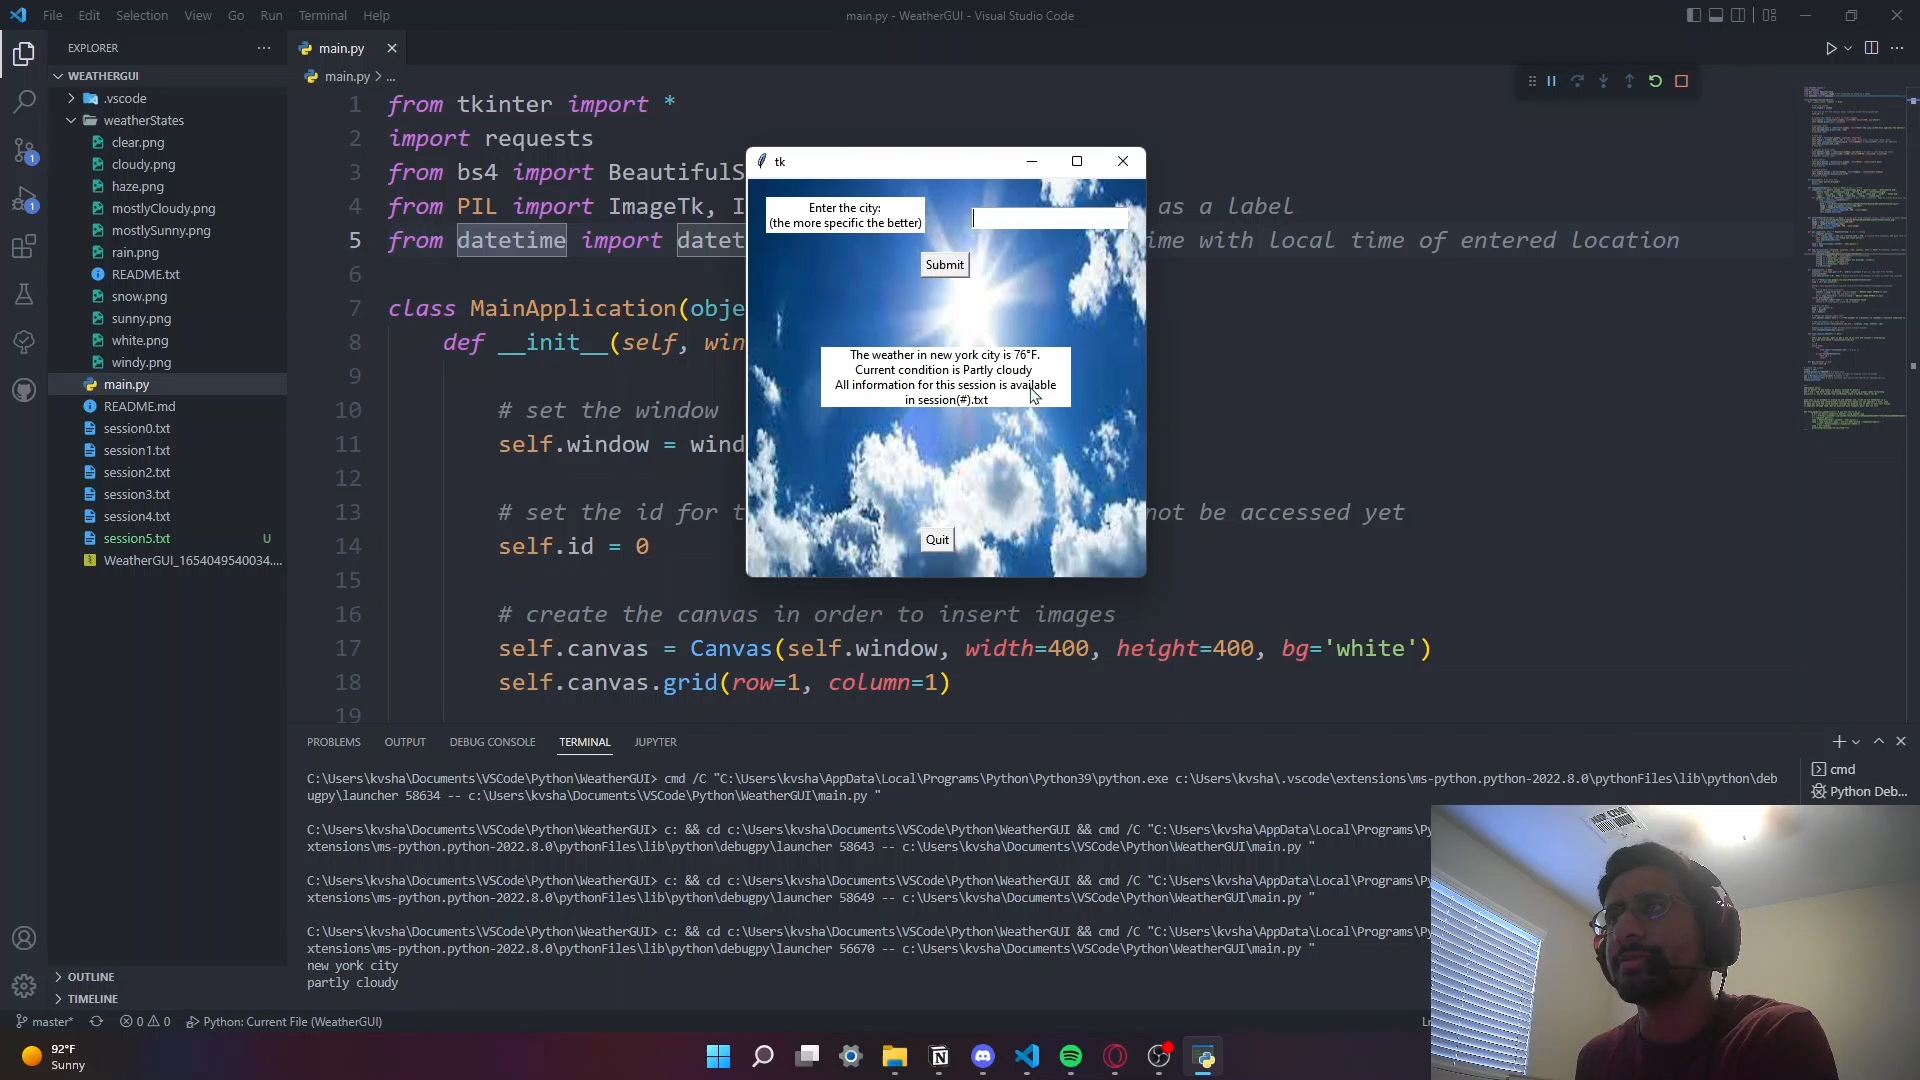 File Edit Selection View Go Run Terminal Help
main.py - WeatherGUI - Visual Studio Code
EXPLORER
WEATHERGUI
.vscode
weatherStates
clear.png
cloudy.png
haze.png
mostlyCloudy.png
mostlySunny.png
rain.png
README.txt
snow.png
sunny.png
white.png
windy.png
main.py
README.md
session0.txt
session1.txt
session2.txt
session3.txt
session4.txt
session5.txt U
WeatherGUI_1654049540034....
OUTLINE
TIMELINE
1
1
main.py
main.py > ...
1 from tkinter import *
2 import requests
3 from bs4 import BeautifulS
4 from PIL import ImageTk, I as a label
5 from datetime import datet ime with local time of entered location
6
7 class MainApplication(obje
8 def __init__(self, win
9
10 # set the window
11 self.window = wind
12
13 # set the id for t not be accessed yet
14 self.id = 0
15
16 # create the canvas in order to insert images
17 self.canvas = Canvas(self.window, width=400, height=400, bg='white')
18 self.canvas.grid(row=1, column=1)
19
tk
Enter the city:
(the more specific the better)
Submit
The weather in new york city is 76°F.
Current condition is Partly cloudy
All information for this session is available
in session(#).txt
Quit
PROBLEMS OUTPUT DEBUG CONSOLE TERMINAL JUPYTER
C:\Users\kvsha\Documents\VSCode\Python\WeatherGUI> cmd /C "C:\Users\kvsha\AppData\Local\Programs\Python\Python39\python.exe c:\Users\kvsha\.vscode\extensions\ms-python.python-2022.8.0\pythonFiles\lib\python\deb
ugpy\launcher 58634 -- c:\Users\kvsha\Documents\VSCode\Python\WeatherGUI\main.py "
C:\Users\kvsha\Documents\VSCode\Python\WeatherGUI> c: && cd c:\Users\kvsha\Documents\VSCode\Python\WeatherGUI && cmd /C "C:\Users\kvsha\AppData\Local\Programs\Py
xtensions\ms-python.python-2022.8.0\pythonFiles\lib\python\debugpy\launcher 58643 -- c:\Users\kvsha\Documents\VSCode\Python\WeatherGUI\main.py "
C:\Users\kvsha\Documents\VSCode\Python\WeatherGUI> c: && cd c:\Users\kvsha\Documents\VSCode\Python\WeatherGUI && cmd /C "C:\Users\kvsha\AppData\Local\Programs\Py
xtensions\ms-python.python-2022.8.0\pythonFiles\lib\python\debugpy\launcher 58649 -- c:\Users\kvsha\Documents\VSCode\Python\WeatherGUI\main.py "
C:\Users\kvsha\Documents\VSCode\Python\WeatherGUI> c: && cd c:\Users\kvsha\Documents\VSCode\Python\WeatherGUI && cmd /C "C:\Users\kvsha\AppData\Local\Programs\Py
xtensions\ms-python.python-2022.8.0\pythonFiles\lib\python\debugpy\launcher 56670 -- c:\Users\kvsha\Documents\VSCode\Python\WeatherGUI\main.py "
new york city
partly cloudy
cmd
Python Deb...
master* 0 0 Python: Current File (WeatherGUI)
92°F
Sunny